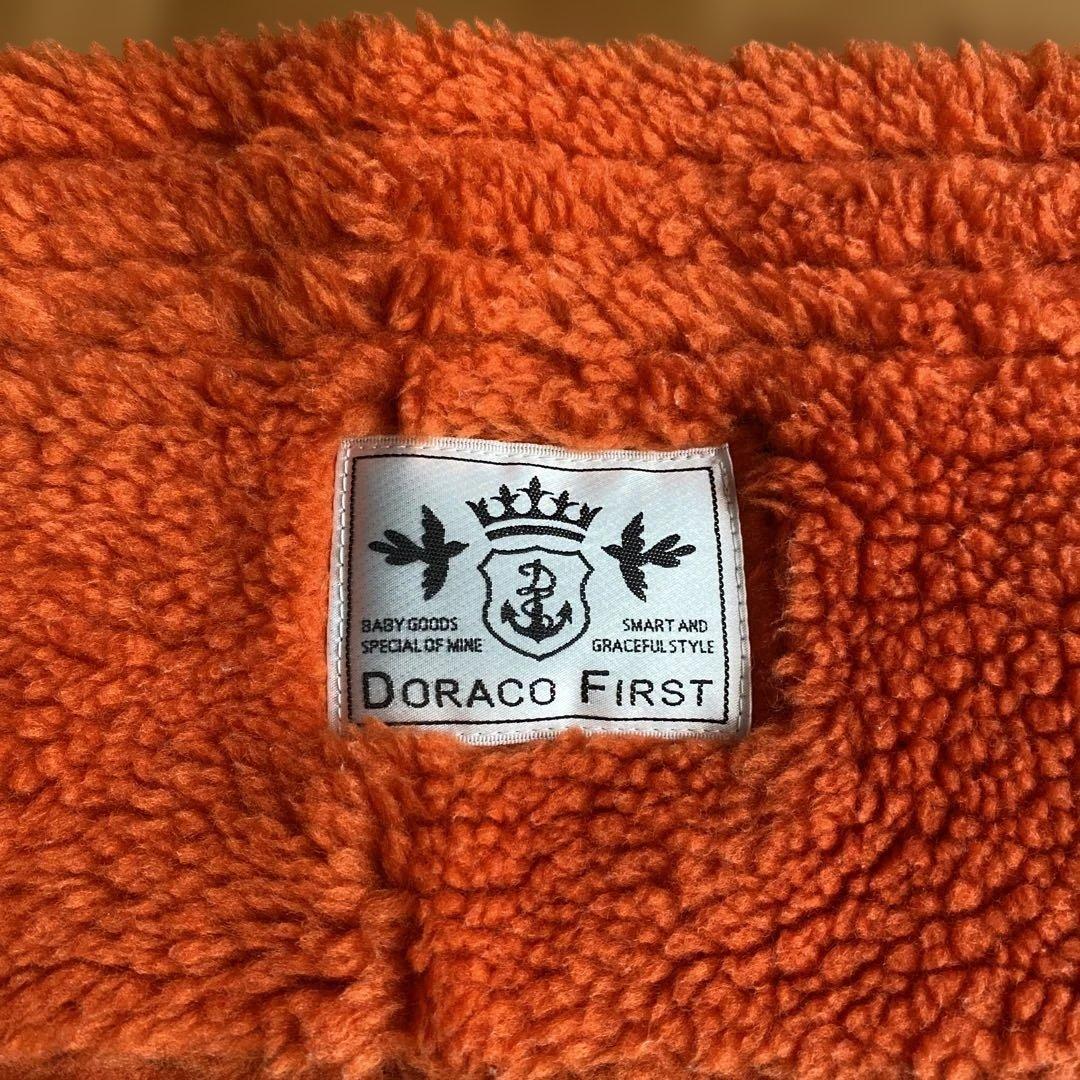 BABY GOODS
SPECIAL OF MINE
SMART AND
GRACEFUL STYLE
DORACO FIRST